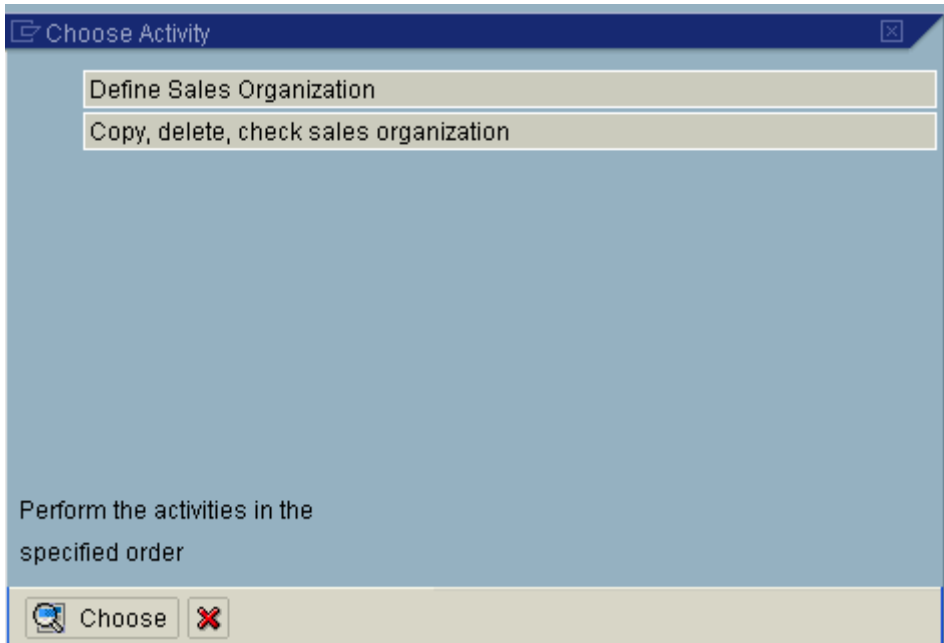 Choose Activity
Define Sales Organization
Copy, delete, check sales organization
Perform the activities in the
specified order
Choose